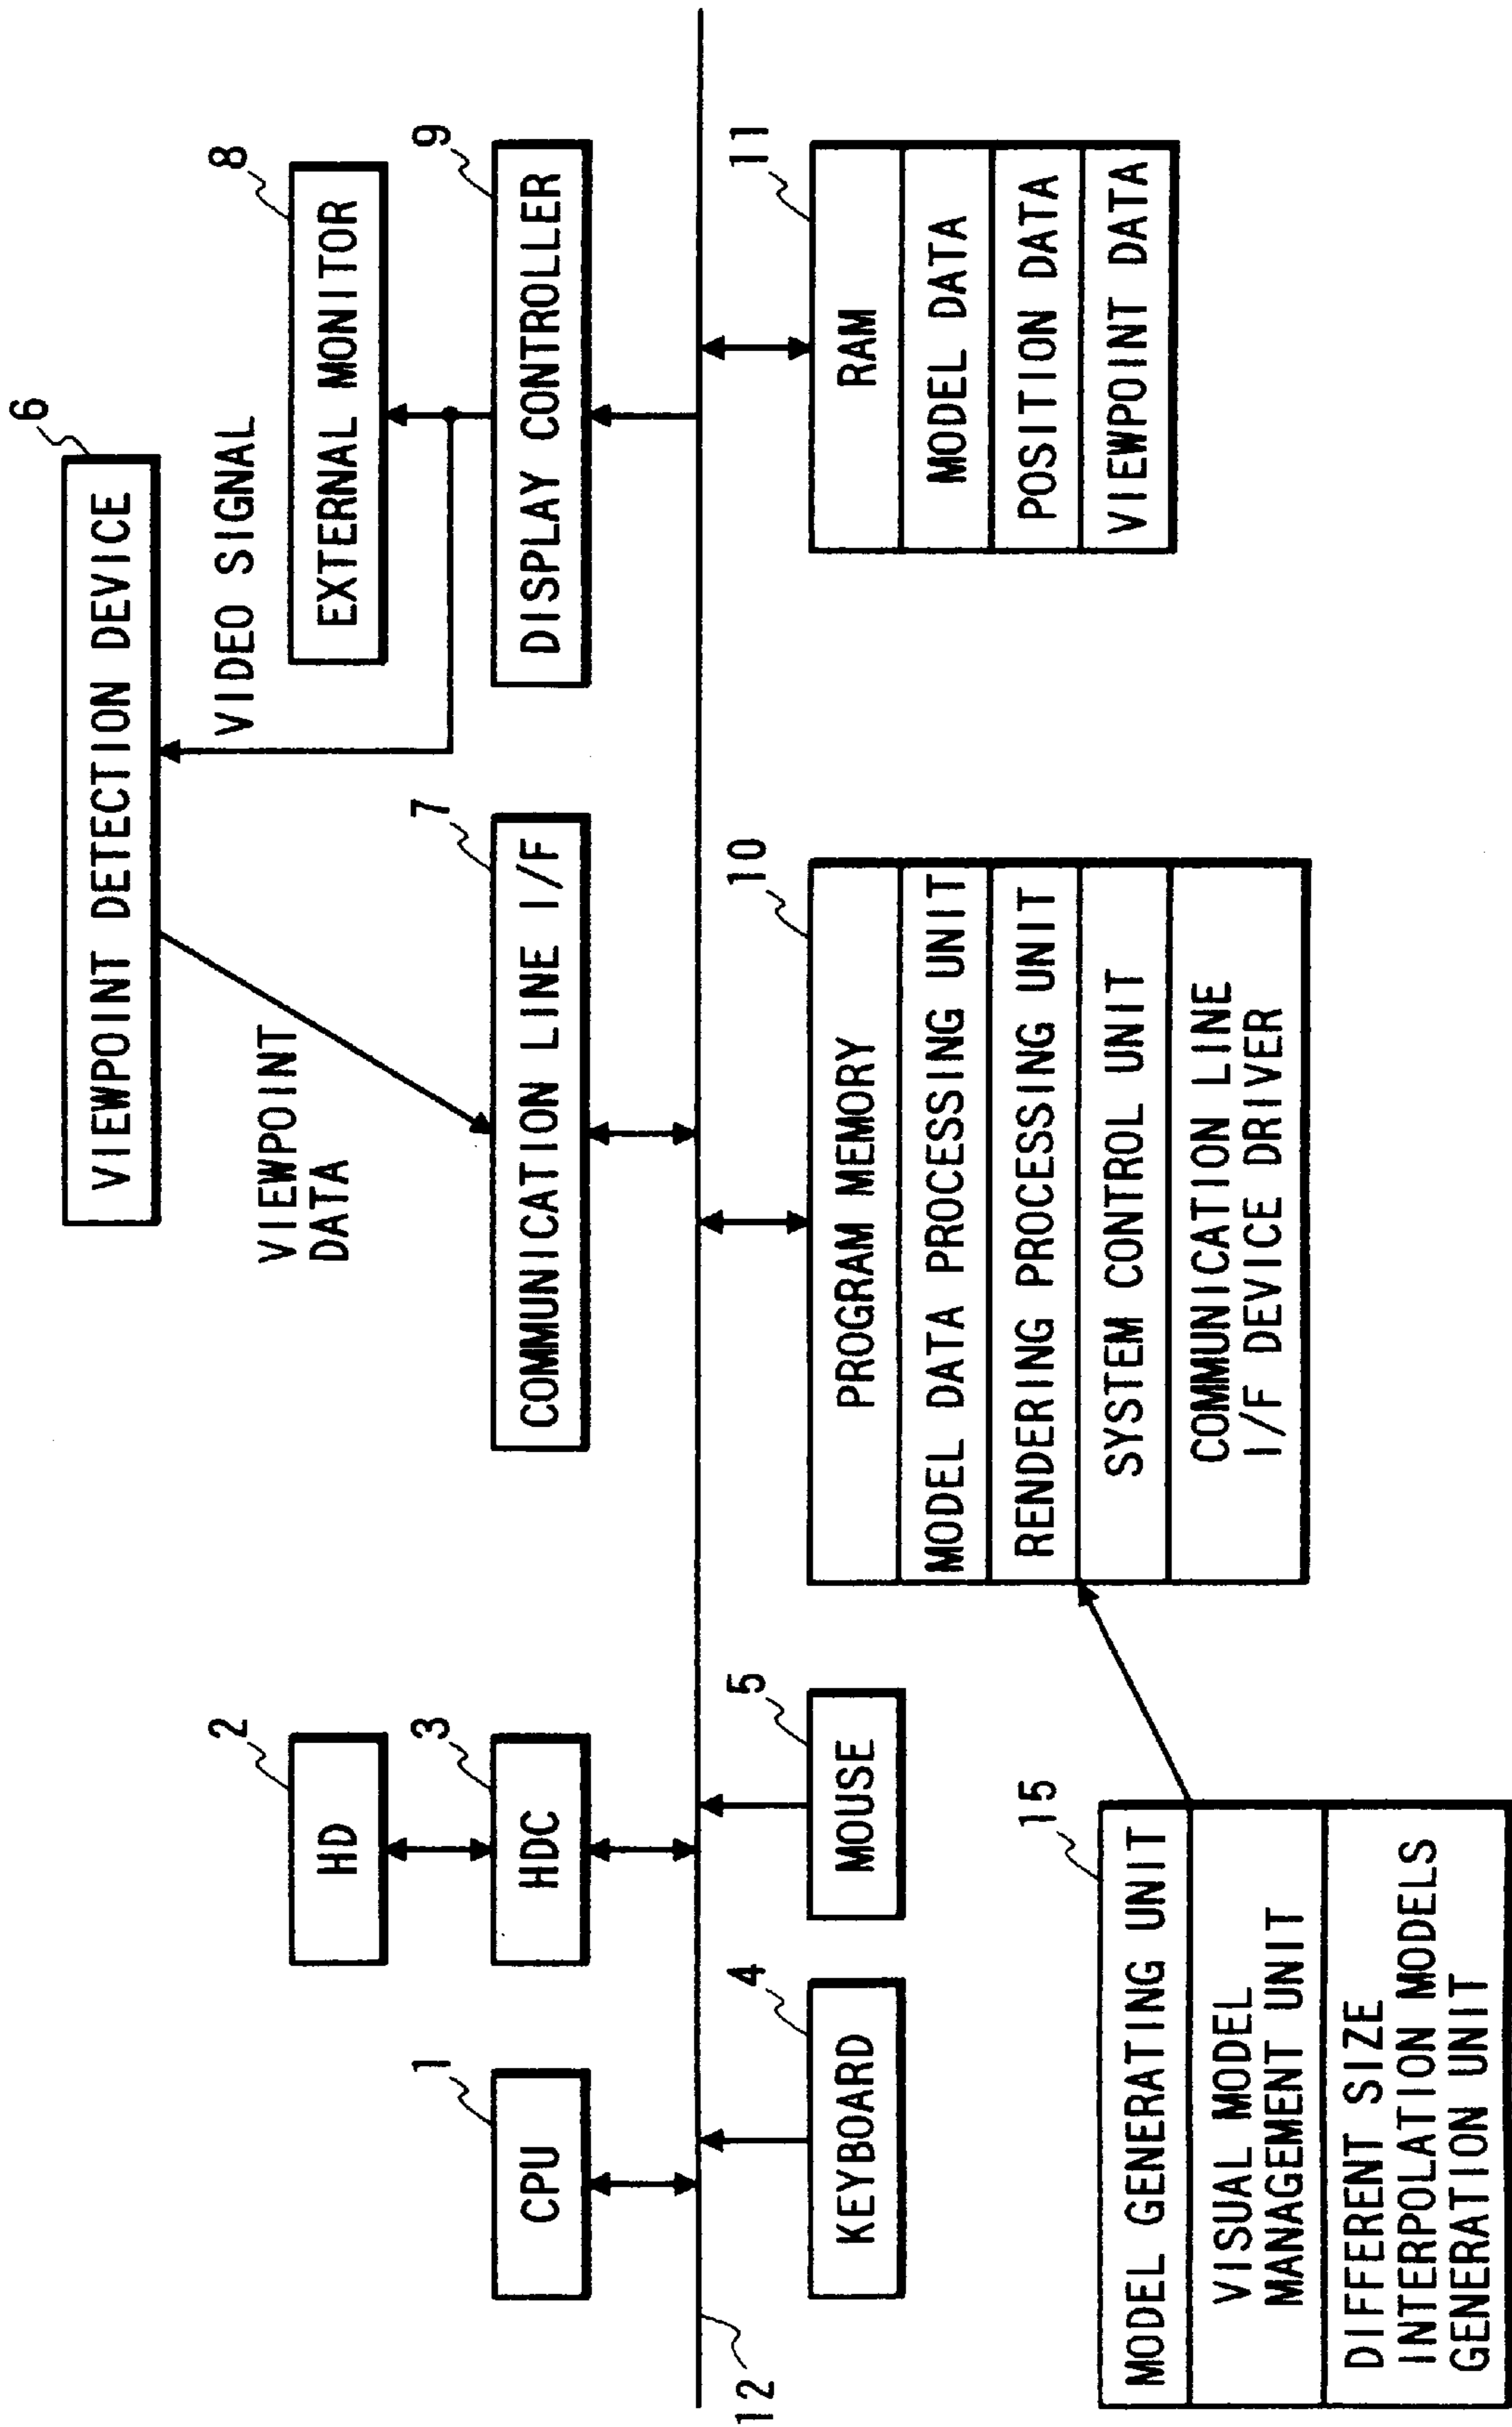 6
VIEWPOINT DETECTION DEVICE
VIEWPOINT
DATA
VIDEO SIGNAL
2
HD
8
EXTERNAL MONITOR
1
CPU
3
HDC
7
COMMUNICATION LINE I/F
9
DISPLAY CONTROLLER
12
4
KEYBOARD
5
MOUSE
10
PROGRAM MEMORY
MODEL DATA PROCESSING UNIT
RENDERING PROCESSING UNIT
SYSTEM CONTROL UNIT
COMMUNICATION LINE
I/F DEVICE DRIVER
11
RAM
MODEL DATA
POSITION DATA
VIEWPOINT DATA
15
MODEL GENERATING UNIT
VISUAL MODEL
MANAGEMENT UNIT
DIFFERENT SIZE
INTERPOLATION MODELS
GENERATION UNIT